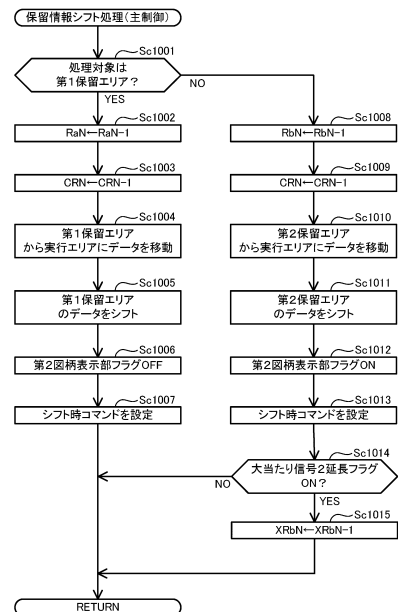 保留情報シフト処理(主制御)
Sc1001
処理対象は
第1保留エリア?
YES
NO
Sc1002
RaN←RaN-1
Sc1003
CRN←CRN-1
Sc1004
第1保留エリア
から実行エリアにデータを移動
Sc1005
第1保留エリア
のデータをシフト
Sc1006
第2図柄表示部フラグOFF
Sc1007
シフト時コマンドを設定
Sc1008
RbN←RbN-1
Sc1009
CRN←CRN-1
Sc1010
第2保留エリア
から実行エリアにデータを移動
Sc1011
第2保留エリア
のデータをシフト
Sc1012
第2図柄表示部フラグON
Sc1013
シフト時コマンドを設定
Sc1014
大当たり信号2延長フラグ
ON?
NO
YES
Sc1015
XRbN←XRbN-1
RETURN